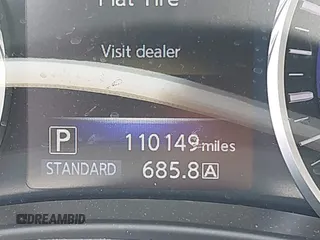 Flat Tire
Visit dealer
P 110149 miles
STANDARD 685.8 A
DREAMBID